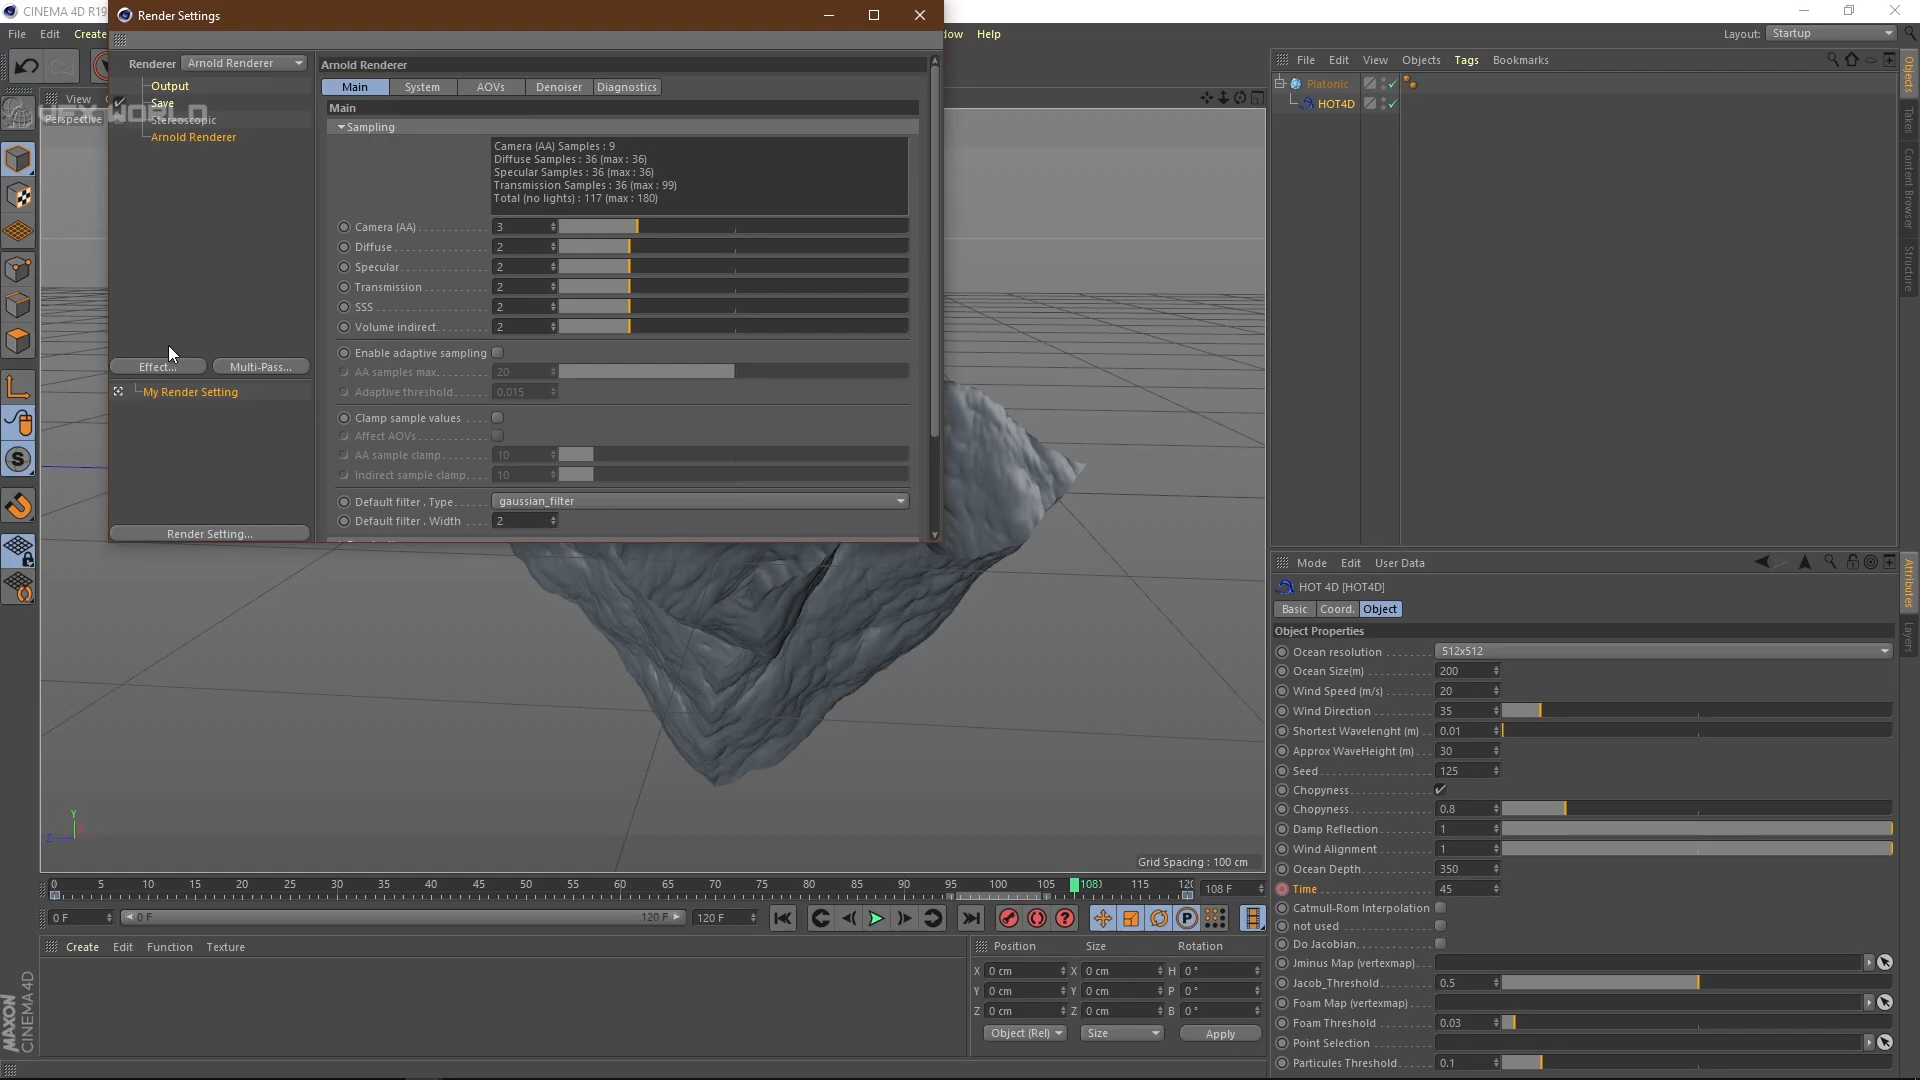 CINEMA 4D R19
Render Settings
File Edit Create
dow Help
Layout: Startup
Renderer Arnold Renderer
Output
Save
Stereoscopic
Arnold Renderer
VFX WORLD
View
Perspective
Effect... Multi-Pass...
My Render Setting
Render Setting...
Arnold Renderer
Main System AOVs Denoiser Diagnostics
Main
Sampling
Camera (AA) Samples : 9
Diffuse Samples : 36 (max : 36)
Specular Samples : 36 (max : 36)
Transmission Samples : 36 (max : 99)
Total (no lights) : 117 (max : 180)
Camera (AA) 3
Diffuse 2
Specular 2
Transmission 2
SSS 2
Volume indirect 2
Enable adaptive sampling
AA samples max. 20
Adaptive threshold 0.015
Clamp sample values
Affect AOVs
AA sample clamp 10
Indirect sample clamp 10
Default filter . Type gaussian_filter
Default filter . Width 2
Grid Spacing : 100 cm
Y
Z
0 5 10 15 20 25 30 35 40 45 50 55 60 65 70 75 80 85 90 95 100 105 108 115 120
108 F
0 F 0 F 120 F 120 F
Create Edit Function Texture
Position Size Rotation
X 0 cm X 0 cm H 0 °
Y 0 cm Y 0 cm P 0 °
Z 0 cm Z 0 cm B 0 °
Object (Rel) Size Apply
MAXON
CINEMA 4D
File Edit View Objects Tags Bookmarks
Platonic
HOT4D
Objects
Takes
Content Browser
Structure
Mode Edit User Data
HOT 4D [HOT4D]
Basic Coord. Object
Object Properties
Ocean resolution 512x512
Ocean Size(m) 200
Wind Speed (m/s) 20
Wind Direction 35
Shortest Wavelenght (m) 0.01
Approx WaveHeight (m) 30
Seed 125
Chopyness
Chopyness 0.8
Damp Reflection 1
Wind Alignment 1
Ocean Depth 350
Time 45
Catmull-Rom Interpolation
not used
Do Jacobian
Jminus Map (vertexmap)
Jacob_Threshold 0.5
Foam Map (vertexmap)
Foam Threshold 0.03
Point Selection
Particules Threshold 0.1
Attributes
Layers